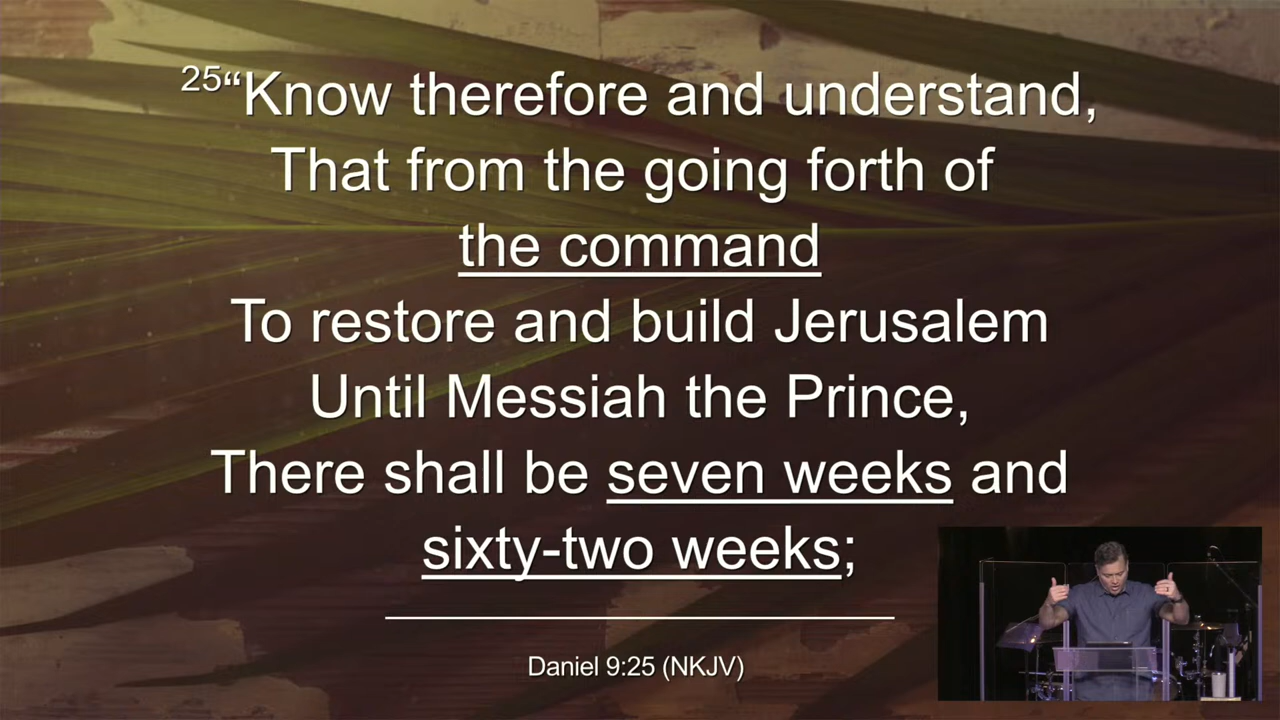 25“Know therefore and understand,
That from the going forth of
the command
To restore and build Jerusalem
Until Messiah the Prince,
There shall be seven weeks and
sixty-two weeks;
Daniel 9:25 (NKJV)